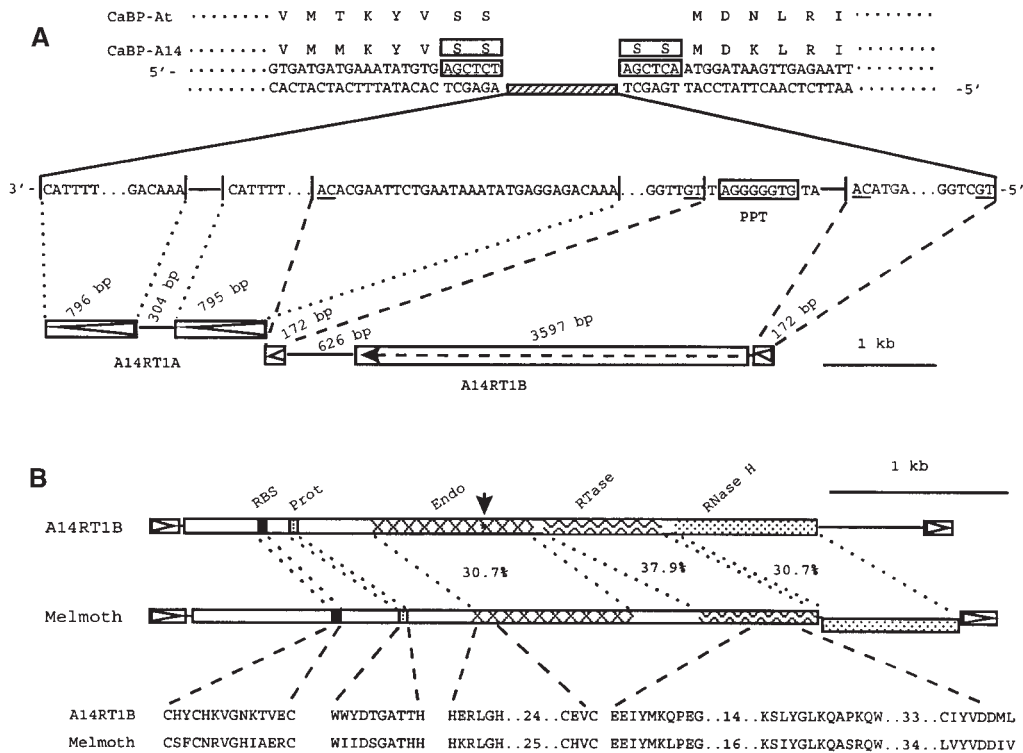 A
CaBP-At ........ V M T K Y V S S M D N L R I ........
CaBP-A14 ........ V M M K Y V S S S S M D K L R I ........
5'- ........ GTGATGATGAAATATGTG AGCTCT AGCTCA ATGGATAAGTTGAGAATT ........
........ CACTACTACTTTATACAC TCGAGA TCGAGT TACCTATTCAACTCTTAA ........ -5'
3'- CATTTT...GACAAA CATTTT... ACACGAATTCTGAATAAATATGAGGAGACAAA ...GGTTGT T AGGGGGTG TA ACATGA...GGTCGT -5'
PPT
796 bp 304 bp 795 bp 172 bp 626 bp 3597 bp 172 bp
1 kb
A14RT1A
A14RT1B
B
1 kb
RBS Prot Endo RTase RNase H
A14RT1B
30.7% 37.9% 30.7%
Melmoth
A14RT1B CHYCHKVGNKTVEC WWYDTGATTH HERLGH..24..CEVC EEIYMKQPEG..14..KSLYGLKQAPKQW..33..CIYVDDML
Melmoth CSFCNRVGHIAERC WIIDSGATHH HKRLGH..25..CHVC EEIYMKLPEG..16..KSIYGLKQASRQW..34..LVYVDDIV